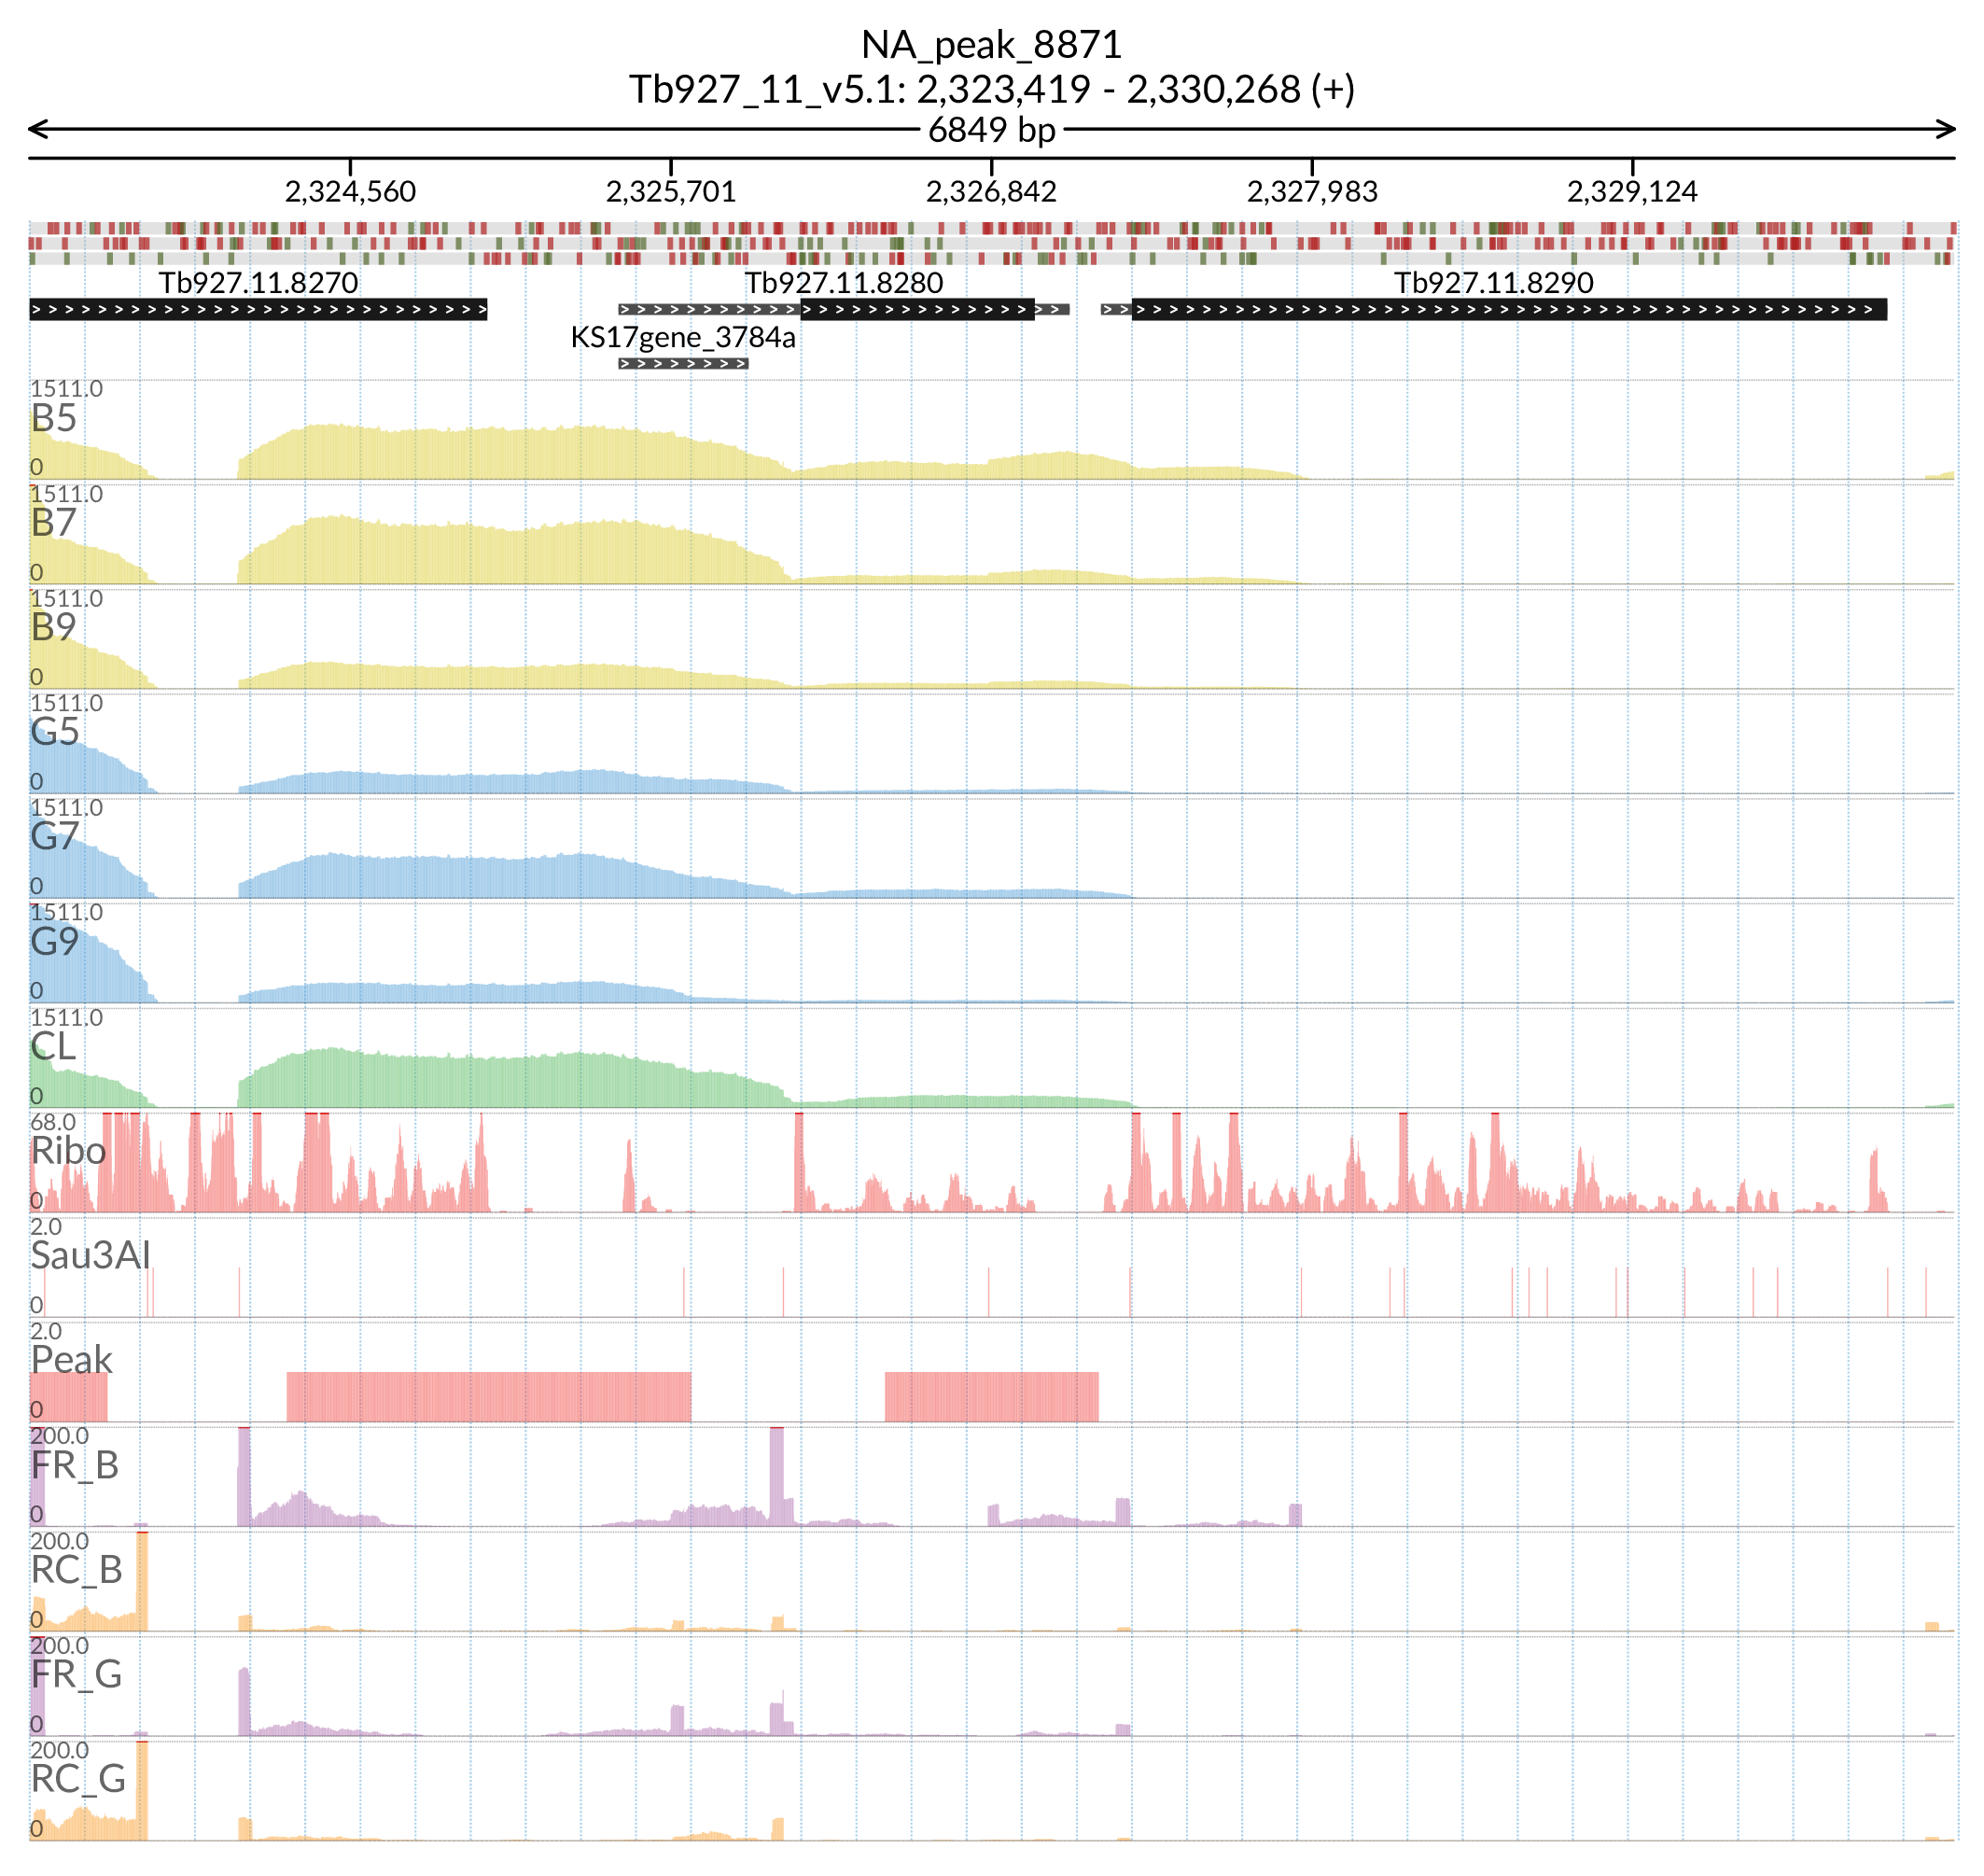 NA_peak_8871
Tb927_11_v5.1: 2,323,419 - 2,330,268 (+)
6849 bp
2,324,560 2,325,701 2,326,842 2,327,983 2,329,124
Tb927.11.8270 Tb927.11.8280 Tb927.11.8290
KS17gene_3784a
1511.0
B5
0
1511.0
B7
0
1511.0
B9
0
1511.0
G5
0
1511.0
G7
0
1511.0
G9
0
1511.0
CL
0
68.0
Ribo
0
2.0
Sau3AI
0
2.0
Peak
0
200.0
FR_B
0
200.0
RC_B
0
200.0
FR_G
0
200.0
RC_G
0